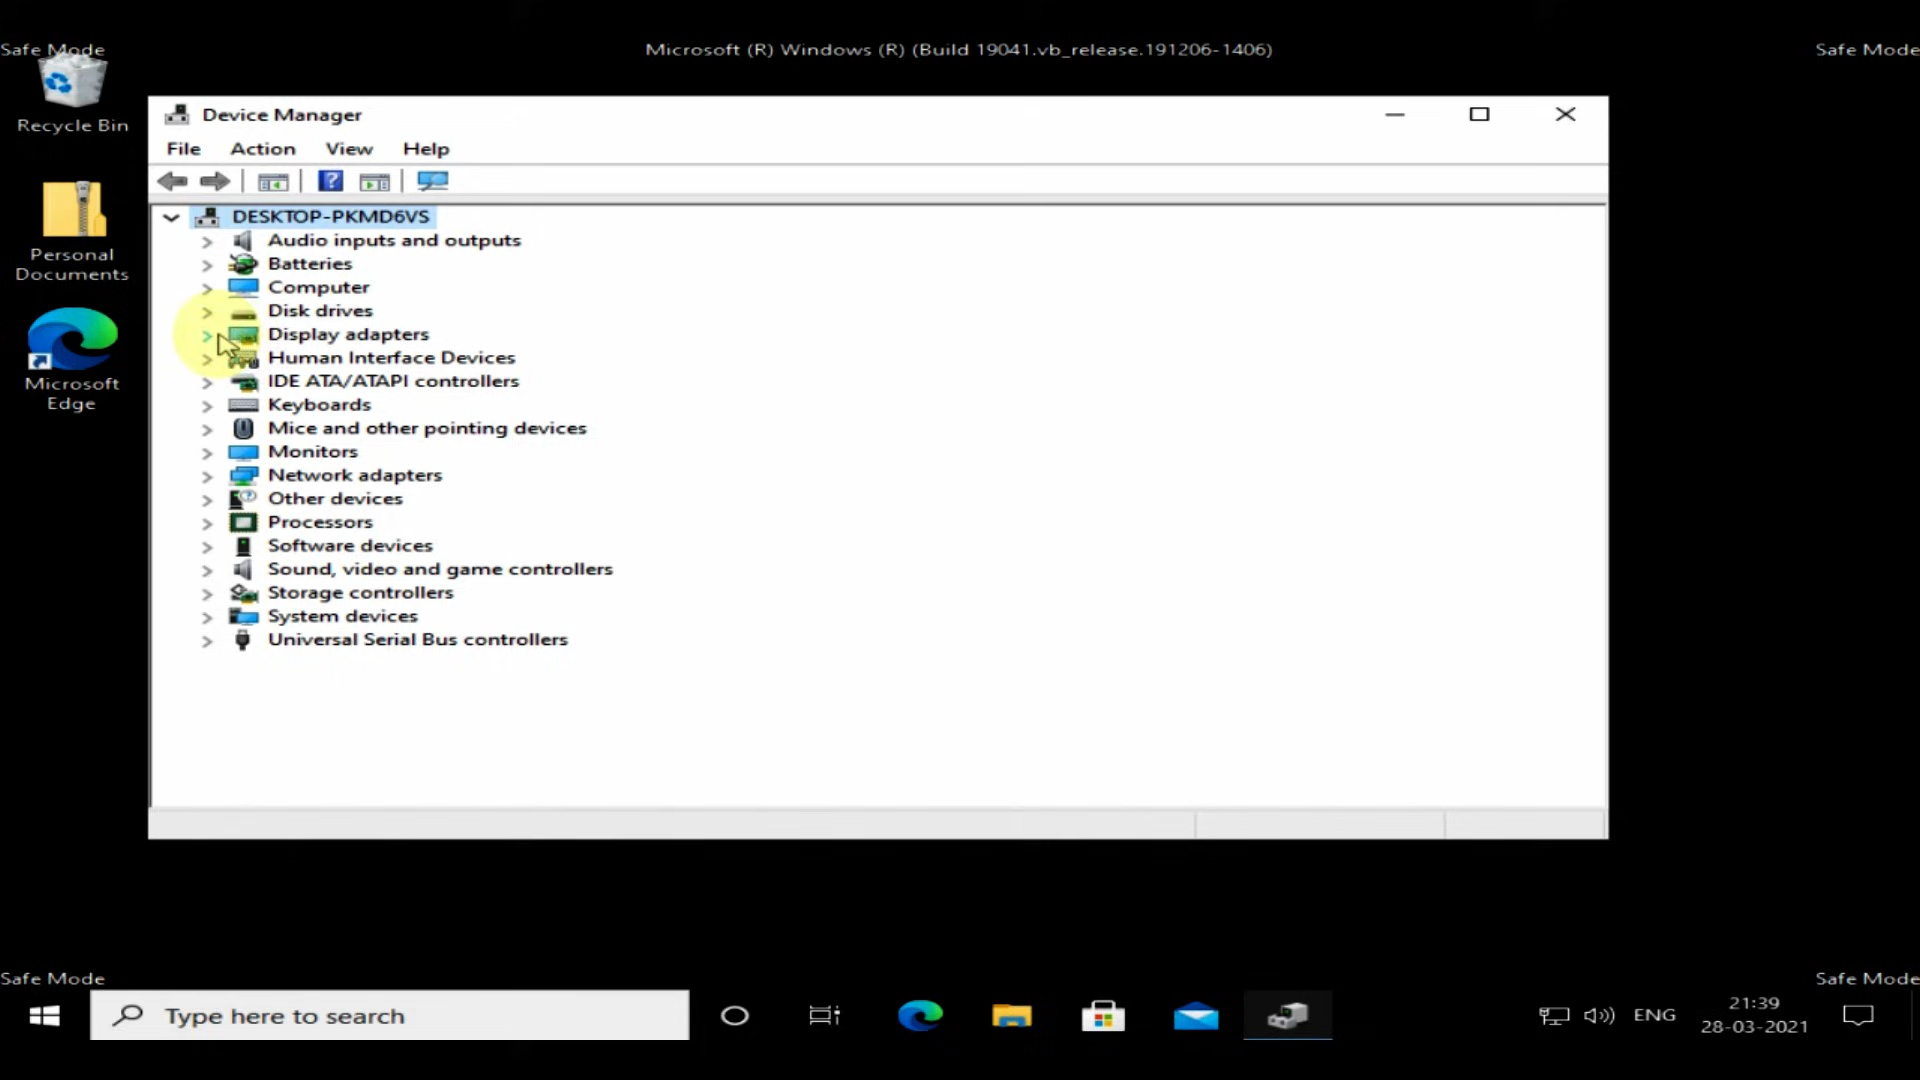 Safe Mode
Microsoft (R) Windows (R) (Build 19041.vb_release.191206-1406)
Safe Mode
Recycle Bin
Personal
Documents
Microsoft
Edge
Device Manager
File Action View Help
DESKTOP-PKMD6VS
Audio inputs and outputs
Batteries
Computer
Disk drives
Display adapters
Human Interface Devices
IDE ATA/ATAPI controllers
Keyboards
Mice and other pointing devices
Monitors
Network adapters
Other devices
Processors
Software devices
Sound, video and game controllers
Storage controllers
System devices
Universal Serial Bus controllers
Safe Mode
Safe Mode
Type here to search
ENG
21:39
28-03-2021